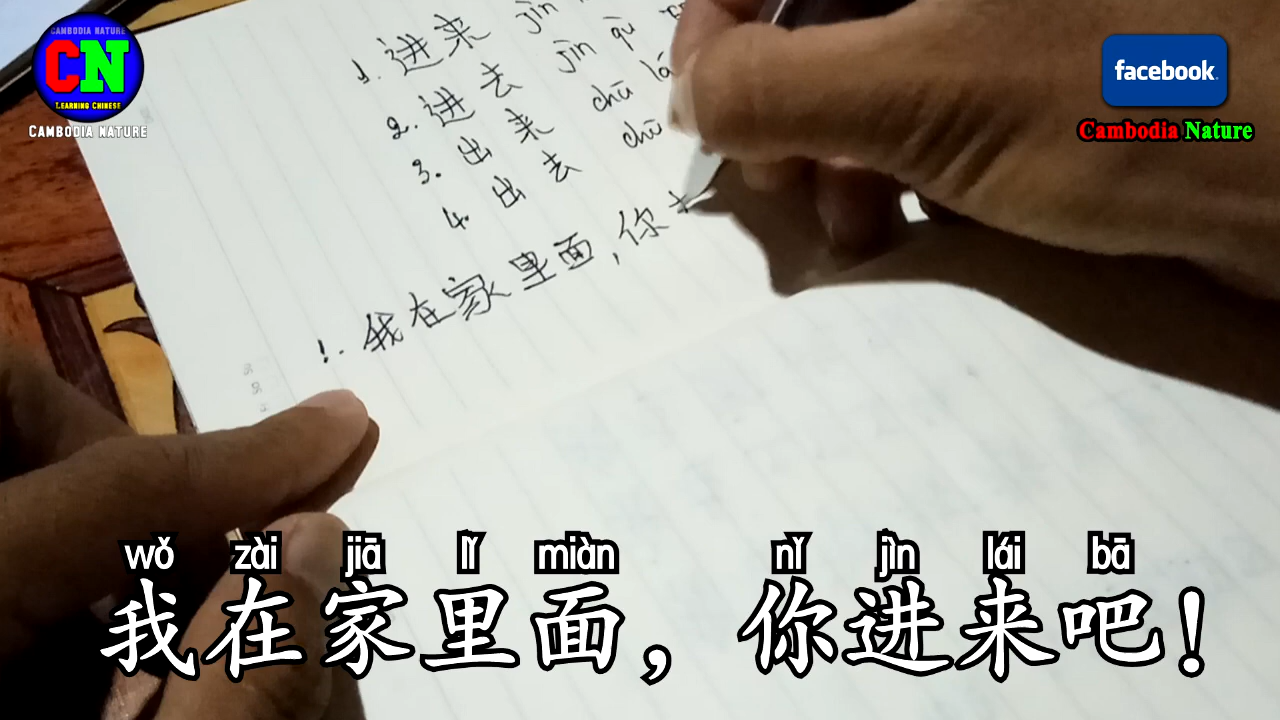 CAMBODIA NATURE
CN
LEARNING CHINESE
CAMBODIA NATURE
facebook
Cambodia Nature
1. 进来 jìn
2. 进去 jìn qù
3. 出来 chū lá
4. 出去 chū
1. 我在家里面,你
wǒ zài jiā lǐ miàn nǐ jìn lái bā
我在家里面，你进来吧！